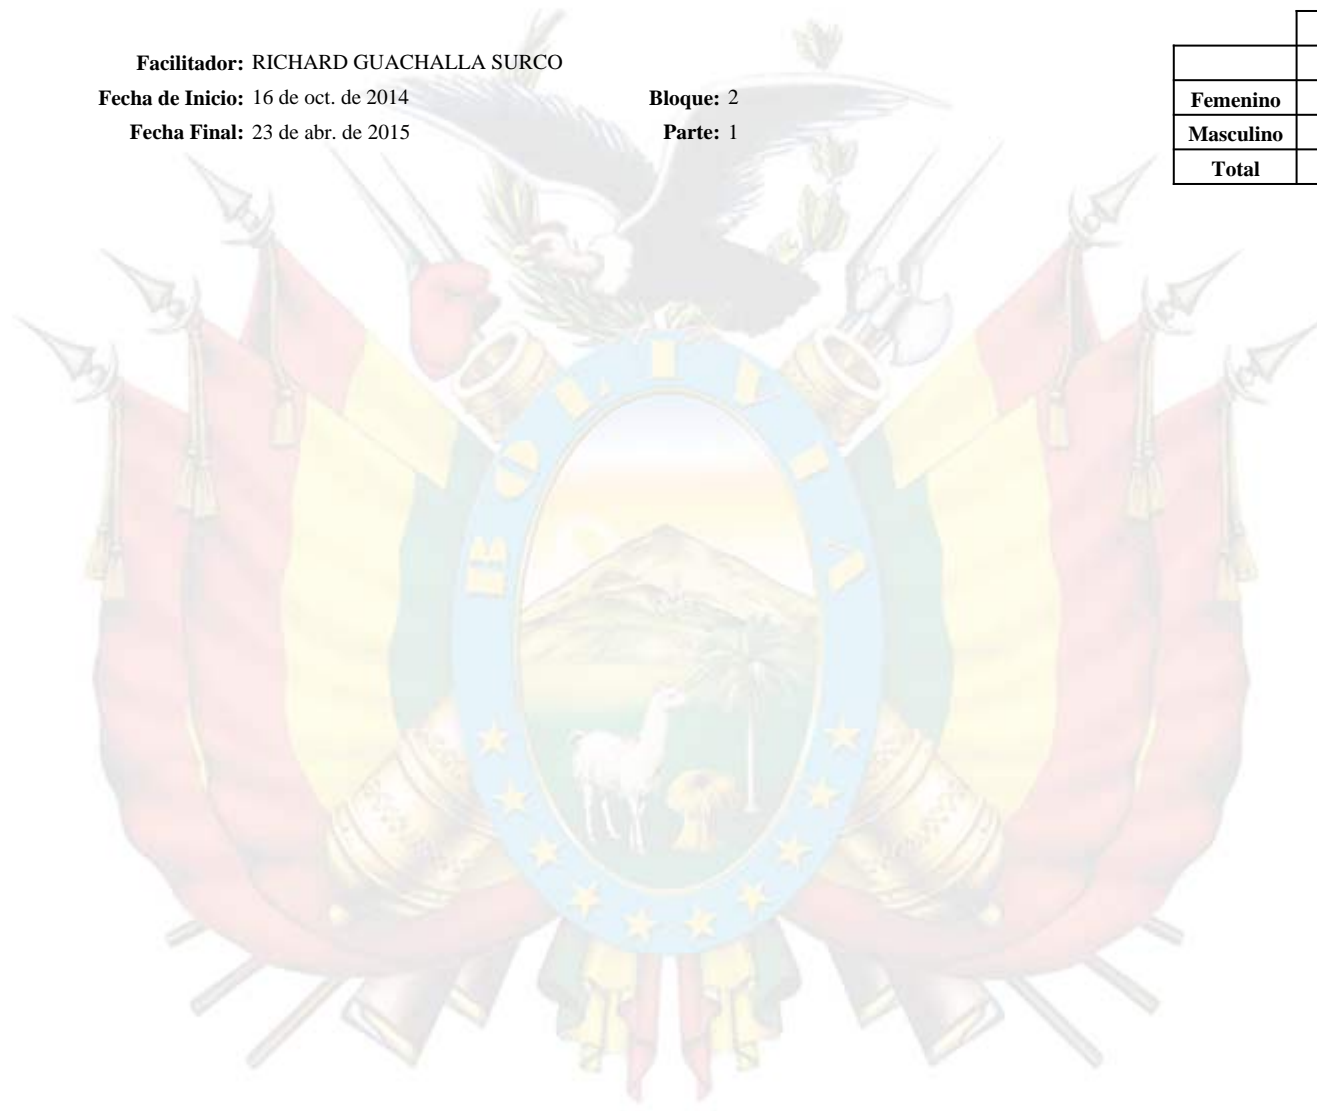 Facilitador: RICHARD GUACHALLA SURCO
Fecha de Inicio: 16 de oct. de 2014 Bloque: 2
Fecha Final: 23 de abr. de 2015 Parte: 1
Femenino
Masculino
Total
BOLIVIA